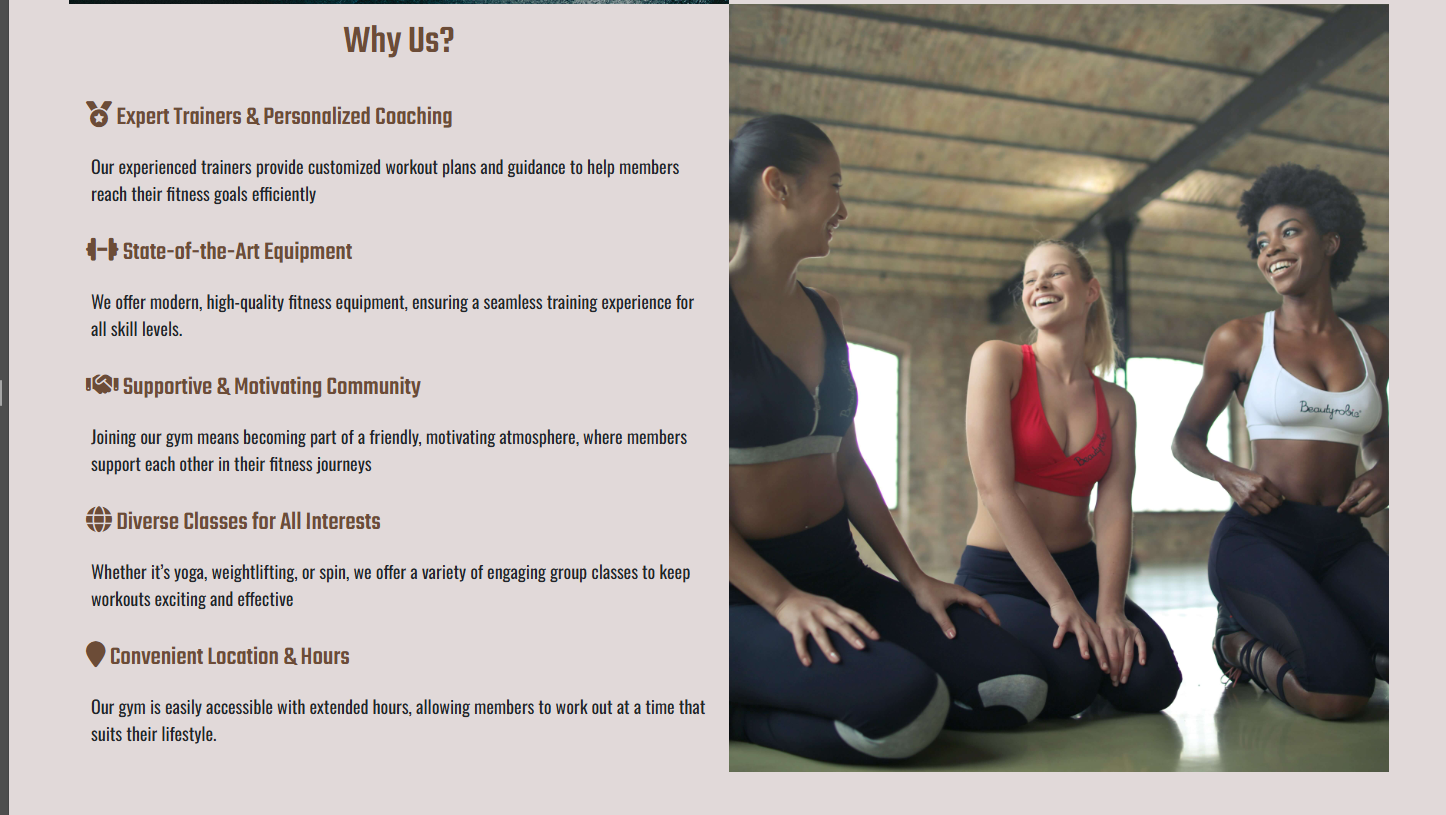 Why Us?
Expert Trainers & Personalized Coaching
Our experienced trainers provide customized workout plans and guidance to help members
reach their fitness goals efficiently
State-of-the-Art Equipment
We offer modern, high-quality fitness equipment, ensuring a seamless training experience for
all skill levels.
Supportive & Motivating Community
Joining our gym means becoming part of a friendly, motivating atmosphere, where members
support each other in their fitness journeys
Diverse Classes for All Interests
Whether it’s yoga, weightlifting, or spin, we offer a variety of engaging group classes to keep
workouts exciting and effective
Convenient Location & Hours
Our gym is easily accessible with extended hours, allowing members to work out at a time that
suits their lifestyle.
Beautyrobic